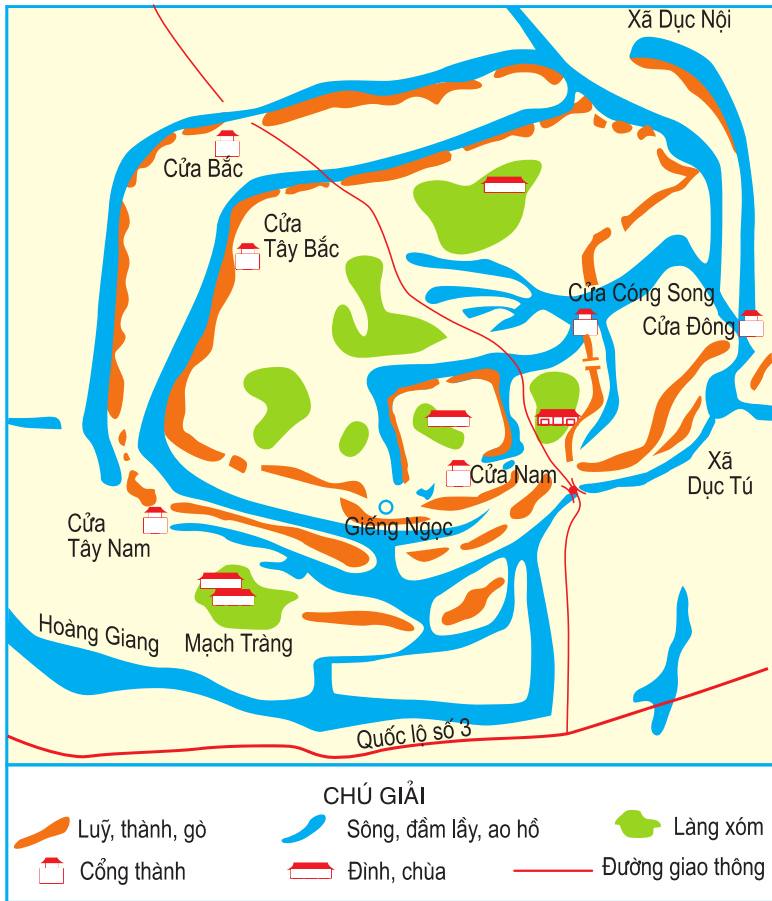 Xã Dục Nội
Cửa Bắc
Cửa
Tây Bắc
Cửa Cóng Song
Cửa Đông
Cửa Nam
Xã
Dục Tú
Giếng Ngọc
Cửa
Tây Nam
Hoàng Giang
Mạch Tràng
Quốc lộ số 3
CHÚ GIẢI
Luỹ, thành, gò
Sông, đầm lầy, ao hồ
Làng xóm
Cổng thành
Đình, chùa
Đường giao thông